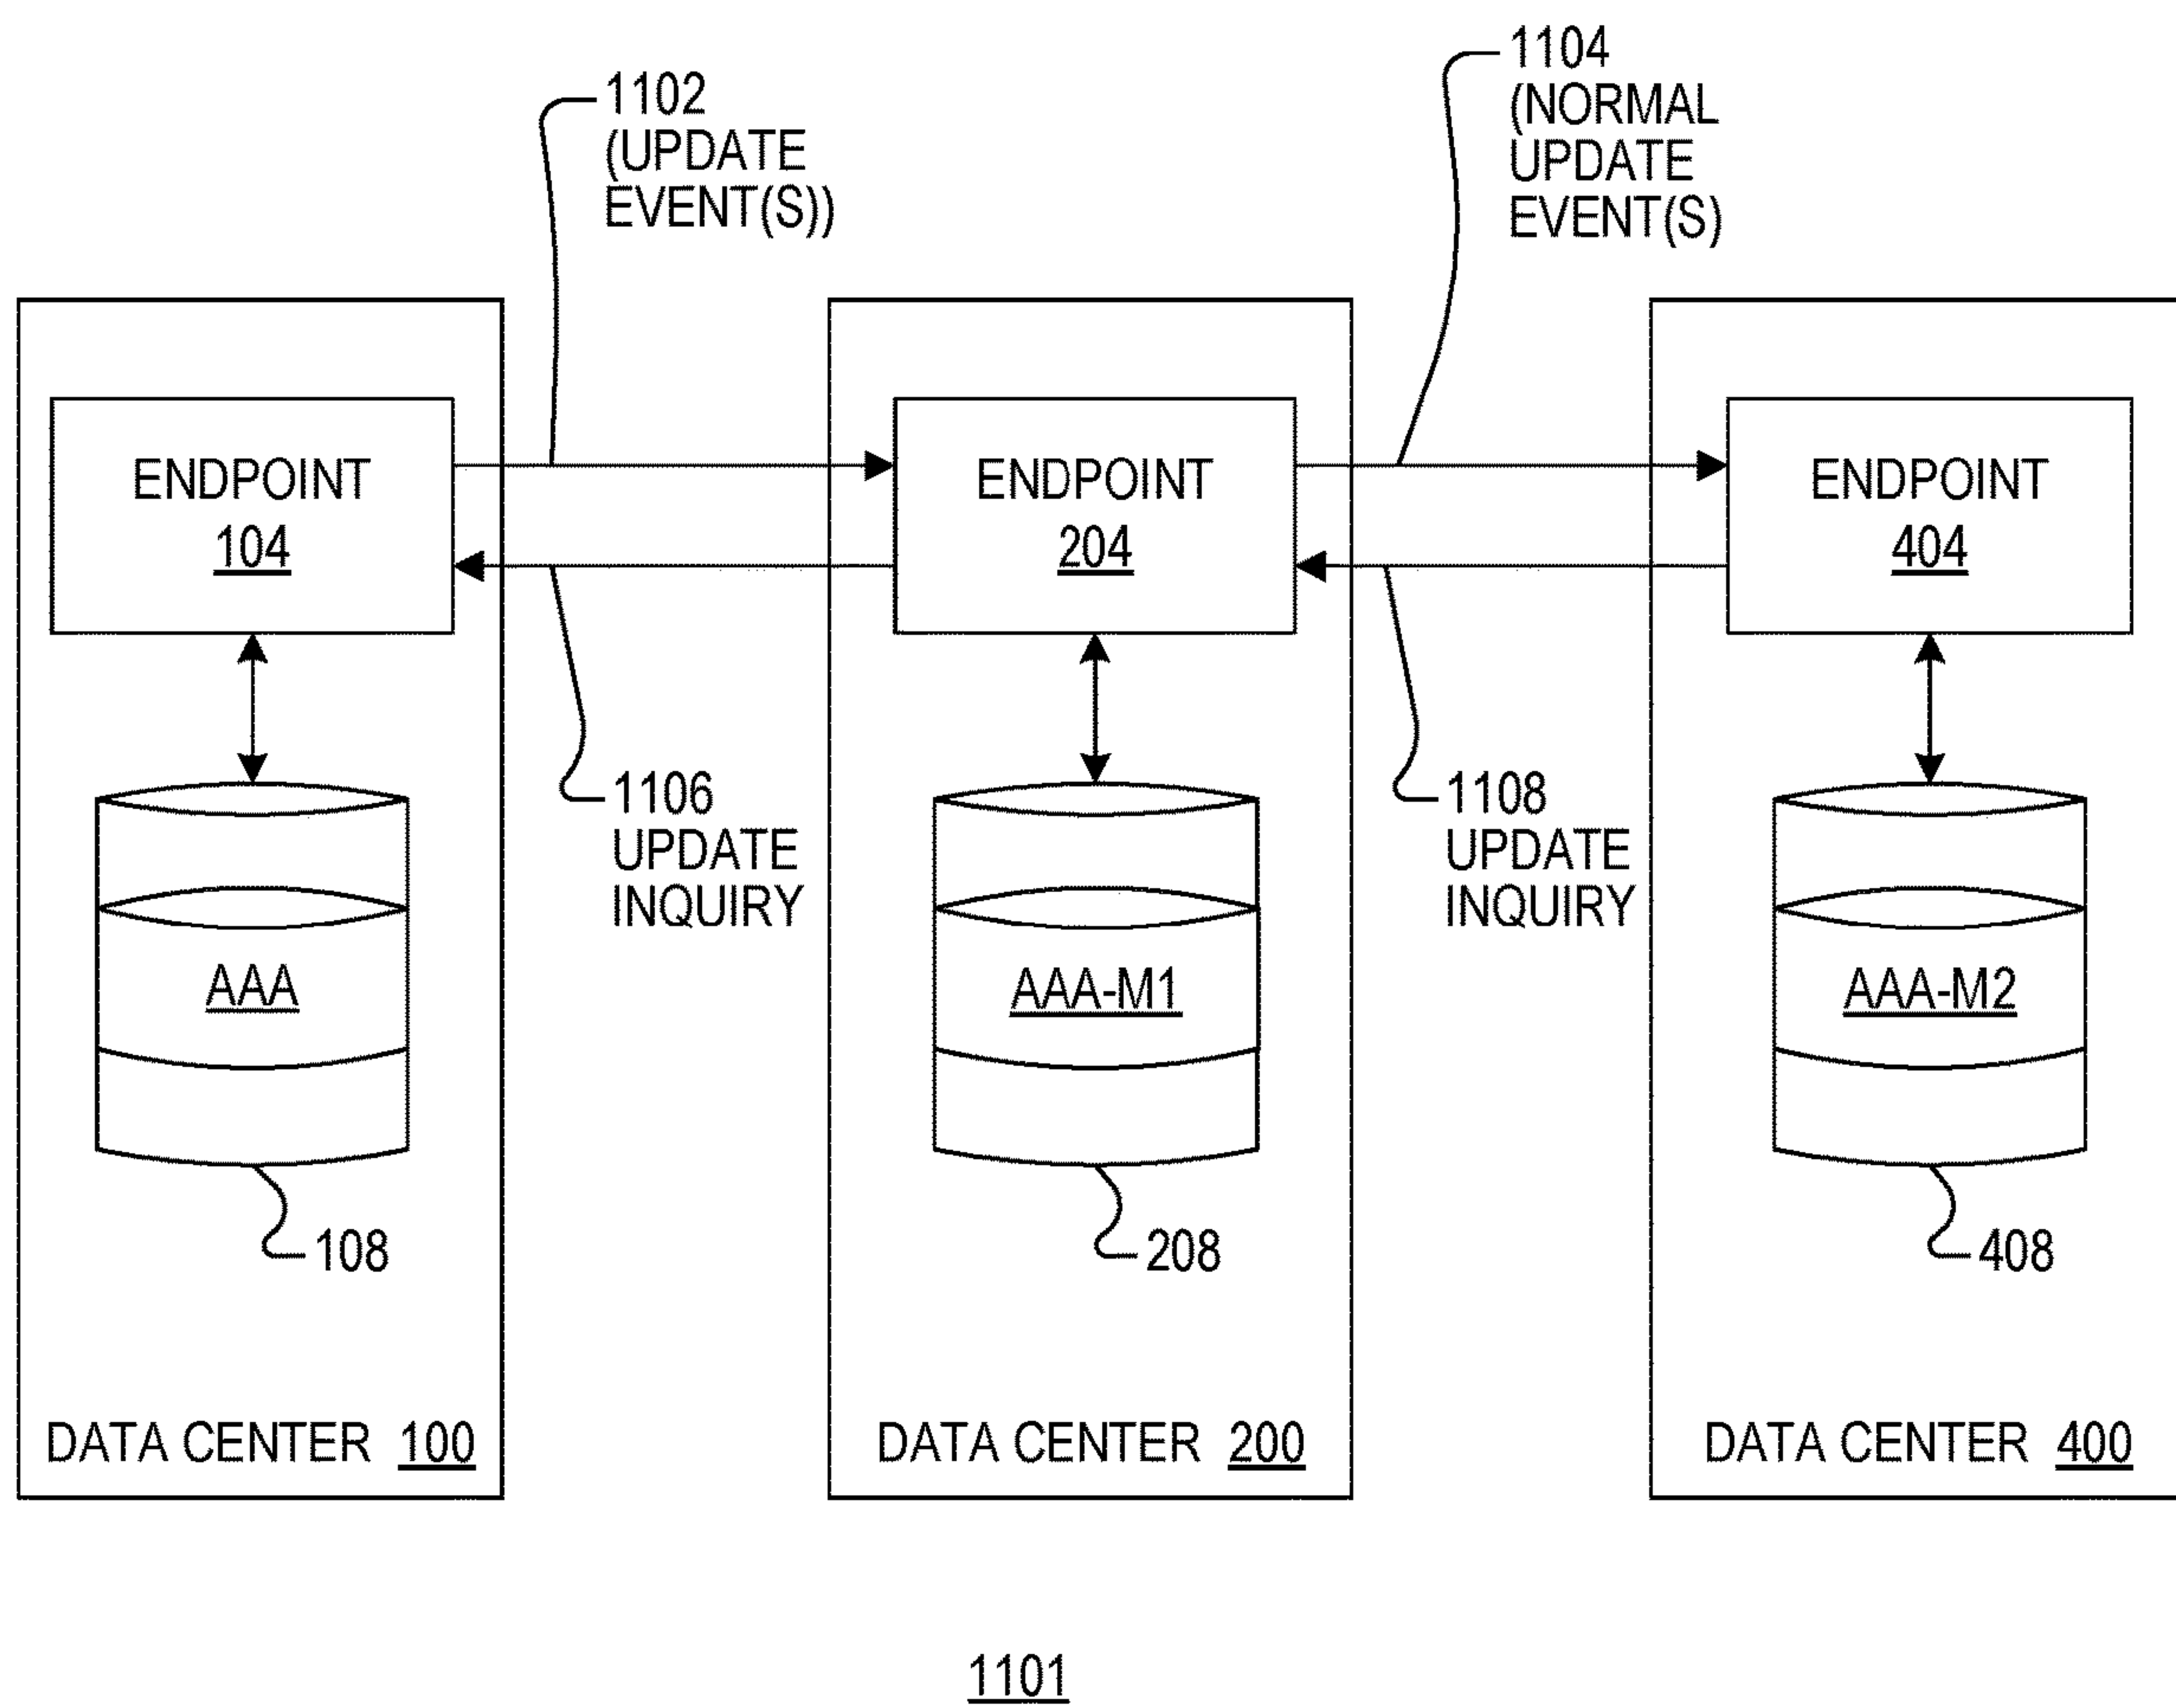 1102
(UPDATE
EVENT(S))
1104
(NORMAL
UPDATE
EVENT(S)
ENDPOINT
104
ENDPOINT
204
ENDPOINT
404
1106
UPDATE
INQUIRY
1108
UPDATE
INQUIRY
AAA
AAA-M1
AAA-M2
108
208
408
DATA CENTER 100
DATA CENTER 200
DATA CENTER 400
1101